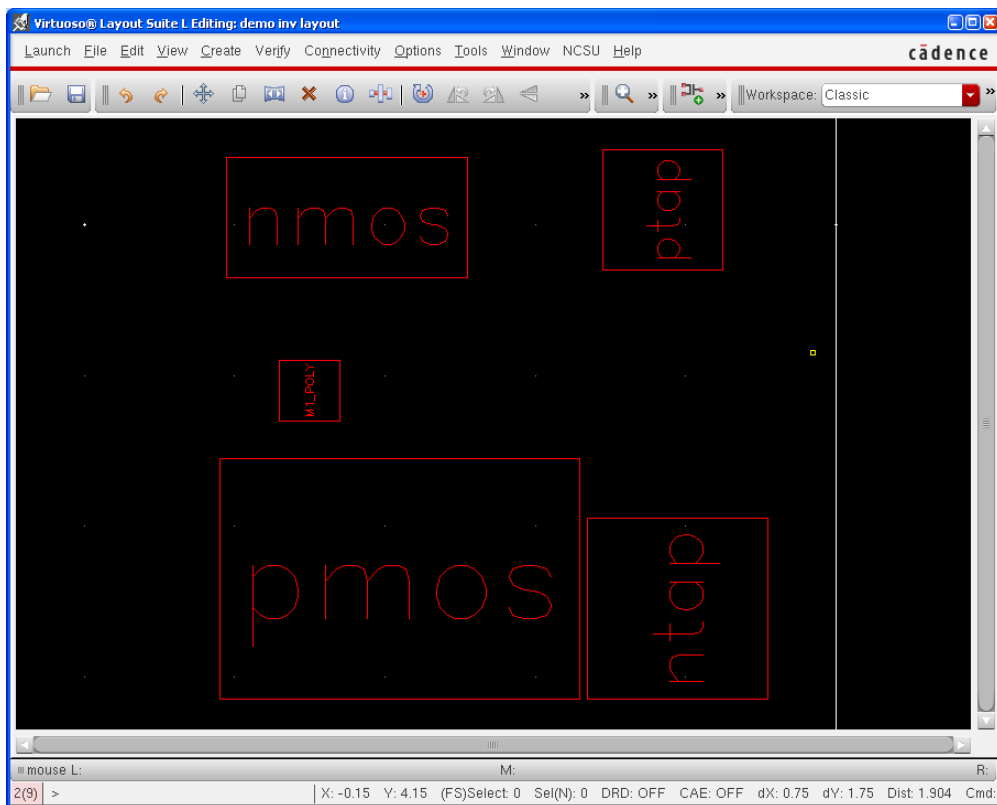 Virtuoso® Layout Suite L Editing: demo inv layout
Launch File Edit View Create Verify Connectivity Options Tools Window NCSU Help cādence
» » » Workspace: Classic »
nmos
ptap
M1_POLY
pmos
ntap
mouse L: M: R:
2(9) > X: -0.15 Y: 4.15 (FS)Select: 0 Sel(N): 0 DRD: OFF CAE: OFF dX: 0.75 dY: 1.75 Dist: 1.904 Cmd: